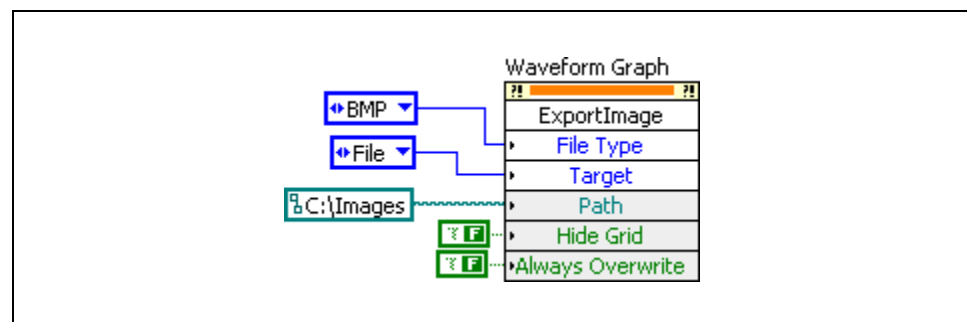 Waveform Graph
?! ?!
BMP
ExportImage
File Type
File
Target
C:\Images
Path
F
Hide Grid
F
Always Overwrite